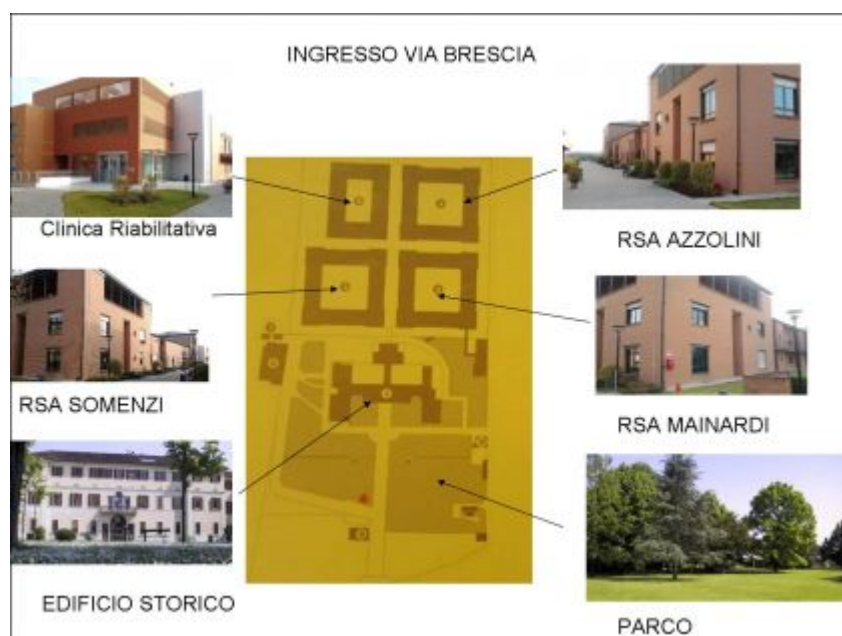 INGRESSO VIA BRESCIA
Clinica Riabilitativa
RSA AZZOLINI
RSA SOMENZI
RSA MAINARDI
EDIFICIO STORICO
PARCO